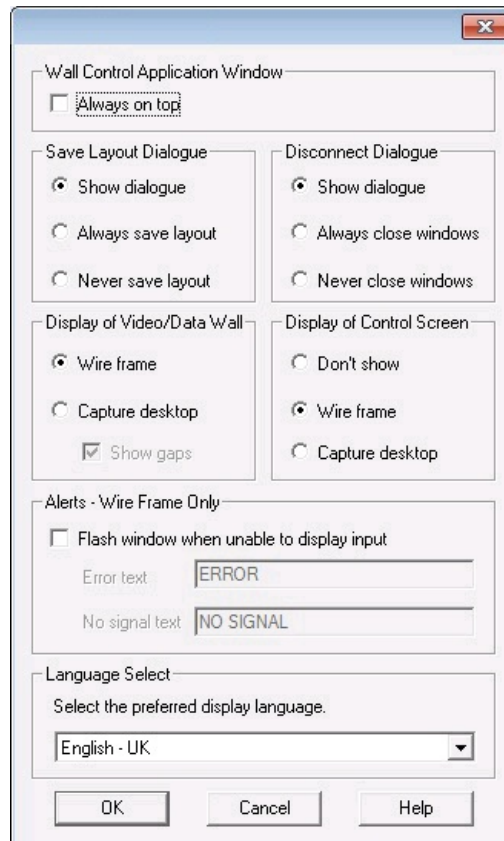 Wall Control Application Window
Always on top
Save Layout Dialogue
Show dialogue
Always save layout
Never save layout
Disconnect Dialogue
Show dialogue
Always close windows
Never close windows
Display of Video/Data Wall
Wire frame
Capture desktop
Show gaps
Display of Control Screen
Don't show
Wire frame
Capture desktop
Alerts - Wire Frame Only
Flash window when unable to display input
Error text ERROR
No signal text NO SIGNAL
Language Select
Select the preferred display language.
English - UK
OK Cancel Help